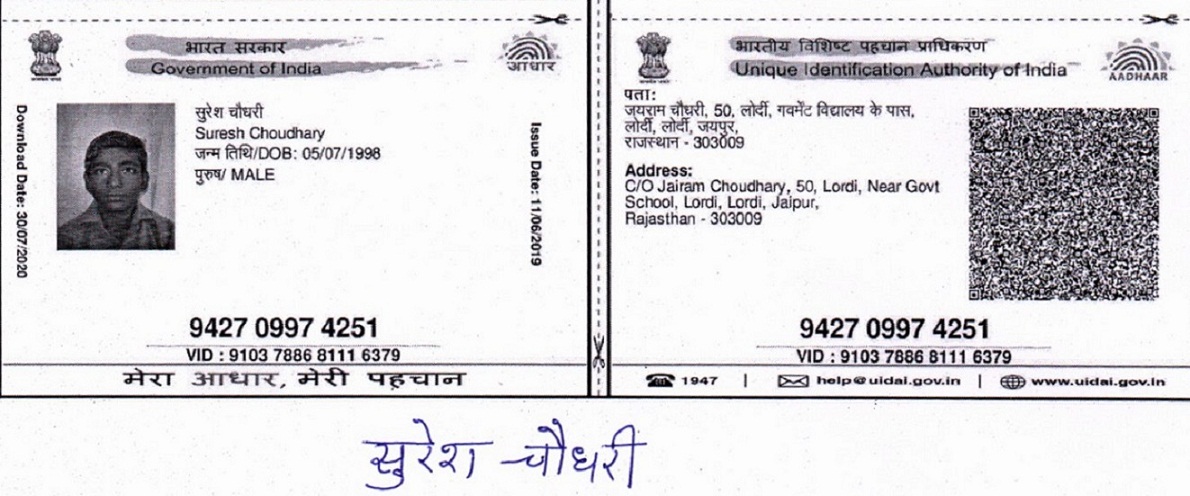 भारत सरकार
Government of India
आधार
Download Date: 30/07/2020
सुरेश चौधरी
Suresh Choudhary
जन्म तिथि/DOB: 05/07/1998
पुरुष/ MALE
Issue Date: 11/06/2019
9427 0997 4251
VID : 9103 7886 8111 6379
मेरा आधार, मेरी पहचान
भारतीय विशिष्ट पहचान प्राधिकरण
Unique Identification Authority of India
AADHAAR
पता:
जयराम चौधरी, 50, लोर्दी, गवर्मेंट विद्यालय के पास,
लोर्दी, लोर्दी, जयपुर,
राजस्थान - 303009
Address:
C/O Jairam Choudhary, 50, Lordi, Near Govt
School, Lordi, Lordi, Jaipur,
Rajasthan - 303009
9427 0997 4251
VID : 9103 7886 8111 6379
1947 | help@uidai.gov.in | www.uidai.gov.in
सुरेश चौधरी